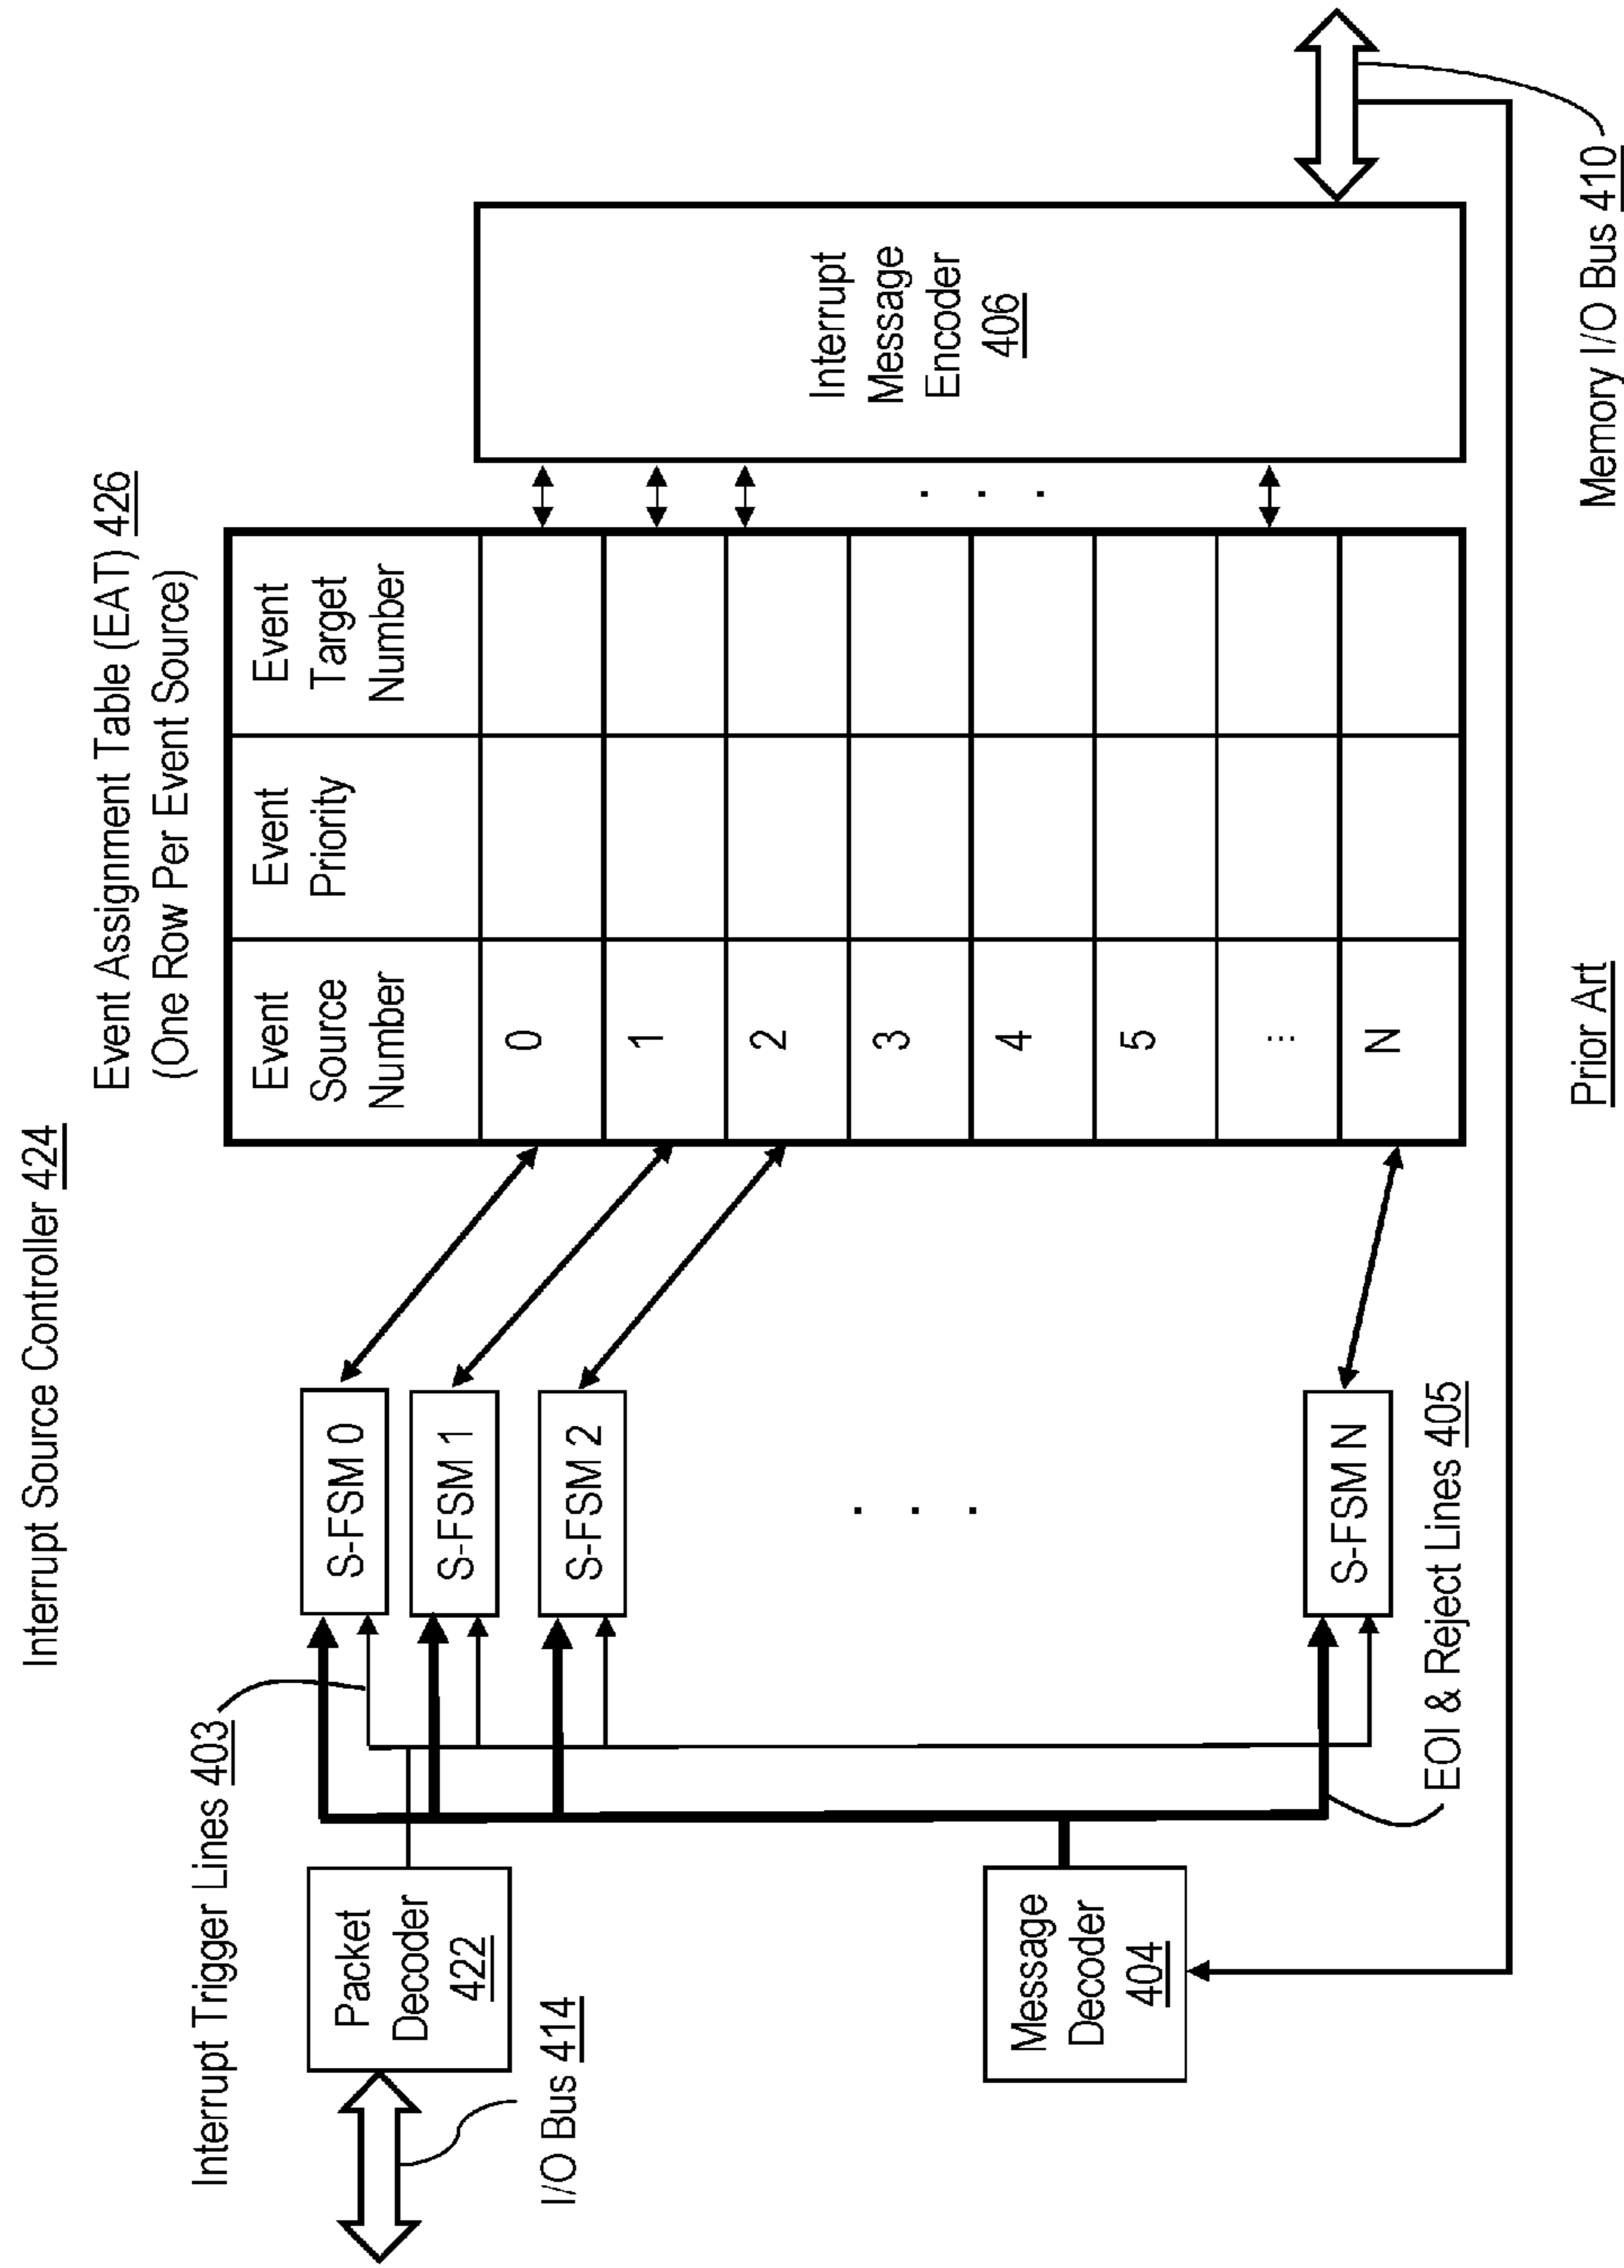 Interrupt Source Controller 424
Event Assignment Table (EAT) 426
(One Row Per Event Source)
Interrupt Trigger Lines 403
Packet
Decoder
422
I/O Bus 414
Message
Decoder
404
S-FSM 0
S-FSM 1
S-FSM 2
. . .
S-FSM N
EOI & Reject Lines 405
Event
Source
Number
Event
Priority
Event
Target
Number
0
1
2
3
4
5
...
N
. . .
Interrupt
Message
Encoder
406
Memory I/O Bus 410
Prior Art